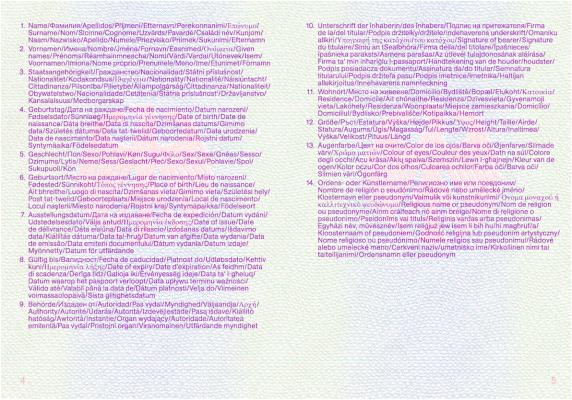 1. Name/Фамилия/Apellidos/Příjmení/Efternavn/Perekonnanimi/Επώνυμο/
Surname/Nom/Sloinne/Cognome/Uzvārds/Pavardė/Családi név/Kunjom/
Naam/Nazwisko/Apelido/Numele/Priezvisko/Priimek/Sukunimi/Efternamn
2. Vornamen/Имена/Nombre/Jméno/Fornavn/Eesnimed/Ονόματα/Given
names/Prénoms/Réamhainmneacha/Nomi/Vārdi/Vardas/Utónevek/Isem/
Voornamen/Imiona/Nome próprio/Prenumele/Meno/Ime/Etunimet/Förnamn
3. Staatsangehörigkeit/Гражданство/Nacionalidad/Státní příslušnost/
Nationalitet/Kodakondsus/Ιθαγένεια/Nationality/Nationalité/Náisiúntacht/
Cittadinanza/Pilsonība/Pilietybė/Állampolgárság/Cittadinanza/Nationaliteit/
Obywatelstwo/Nacionalidade/Cetățenia/Štátna príslušnosť/Državljanstvo/
Kansalaisuus/Medborgarskap
4. Geburtstag/Дата на раждане/Fecha de nacimiento/Datum narození/
Fødselsdato/Sünniaeg/Ημερομηνία γέννησης/Date of birth/Date de
naissance/Dáta breithe/Data di nascita/Dzimšanas datums/Gimimo
data/Születés dátuma/Data tat-twelid/Geboortedatum/Data urodzenia/
Data de nascimento/Data nașterii/Dátum narodenia/Rojstni datum/
Syntymäaika/Födelsedatum
5. Geschlecht/Пол/Sexo/Pohlaví/Køn/Sugu/Φύλο/Sex/Sexe/Gnéas/Sesso/
Dzimums/Lytis/Neme/Sess/Geslacht/Płeć/Sexo/Sexul/Pohlavie/Spol/
Sukupuoli/Kön
6. Geburtsort/Място на раждане/Lugar de nacimiento/Místo narození/
Fødested/Sünnikoht/Τόπος γέννησης/Place of birth/Lieu de naissance/
Áit bhreithe/Luogo di nascita/Dzimšanas vieta/Gimimo vieta/Születés hely/
Post tat-twelid/Geboorteplaats/Miejsce urodzenia/Local de nascimento/
Locul nașterii/Miesto narodenia/Rojstni kraj/Syntymäpaikka/Födelseort
7. Ausstellungsdatum/Дата на издаване/Fecha de expedición/Datum vydání/
Udstedelsesdato/Välja antud/Ημερομηνία έκδοσης/Date of issue/Date
de délivrance/Dáta eisiúna/Data di rilascio/Izdošanas datums/Išdavimo
data/Kiállítás dátuma/Data tal-ħruġ/Datum van afgifte/Data wydania/Data
de emissão/Data emiterii documentului/Dátum vydania/Datum izdaje/
Myönnetty/Datum för utfärdande
8. Gültig bis/Валидност/Fecha de caducidad/Platnost do/Udløbsdato/Kehtiv
kuni/Ημερομηνία λήξης/Date of expiry/Date d'expiration/As feidhm/Data
di scadenza/Derīga līdz/Galioja iki/Érvényesség ideje/Data ta' l-għeluq/
Datum waarop het paspoort verloopt/Data upływu terminu ważności/
Válido até/Valabil până la data de/Dátum platnosti/Velja do/Viimeinen
voimassaolopäivä/Sista giltighetsdatum
9. Behörde/Издаден от/Autoridad/Pas vydal/Myndighed/Väljaandja/Αρχή/
Authority/Autorité/Údarás/Autorità/Izdevējiestāde/Pasą išdavė/Kiállító
hatóság/Awtorità/Instantie/Organ wydający/Autoridade/Autoritatea
emitentă/Pas vydal/Pristojni organ/Viranomainen/Utfärdande myndighet
10. Unterschrift der Inhaberin/des Inhabers/Подпис на притежателя/Firma
de la/del titular/Podpis držitelky/držitele/indehaverens underskrift/Omaniku
allkiri/Υπογραφή της κατόχου/του κατόχου/Signature of bearer/Signature
du titulaire/Síniú an tSealbhóra/Firma della/del titolare/Īpašnieces/
īpašnieka paraksts/Asmens parašas/Az útlevél tulajdonosának aláírása/
Firma ta' min inħariġlu l-passaport/Handtekening van de houder/houdster/
Podpis posiadacza dokumentu/Assinatura da/do titular/Semnatura
titularului/Podpis držiteľa pasu/Podpis imetnice/imetnika/Haltijan
allekirjoitus/Innehavarens namnteckning
11. Wohnort/Място на живеене/Domicilio/Bydliště/Bopæl/Elukoht/Κατοικία/
Residence/Domicile/Áit chónaithe/Residenza/Dzīvesvieta/Gyvenamoji
vieta/Lakóhely/Residenza/Woonplaats/Miejsce zamieszkania/Domicílio/
Domiciliul/Bydlisko/Prebivališče/Kotipaikka/Hemort
12. Größe/Ръст/Estatura/Výška/Højde/Pikkus/Ύψος/Height/Taille/Airde/
Statura/Augums/Ūgis/Magasság/Tul/Lengte/Wzrost/Altura/Inaltimea/
Výška/Velikost/Pituus/Längd
13. Augenfarbe/Цвят на очите/Color de los ojos/Barva očí/Øjenfarve/Silmade
värv/Χρώμα ματιών/Colour of eyes/Couleur des yeux/Dath na súl/Colore
degli occhi/Acu krāsa/Akių spalva/Szemszín/Lewn l-għajnejn/Kleur van de
ogen/Kolor oczu/Cor dos olhos/Culoarea ochilor/Farba očí/Barva oči/
Silmien väri/Ögonfärg
14. Ordens- oder Künstlername/Религиозно име или псевдоним/
Nombre de religión o pseudónimo/Řádové nebo umělecké jméno/
Klosternavn eller pseudonym/Vaimulik või kunstnikunimi/Όνομα μοναχού ή
καλλιτεχνικό ψευδώνυμο/Religious name or pseudonym/Nom de religion
ou pseudonyme/Ainm cráifeach nó ainm bréige/Nome di religione o
pseudonimo/Pseidonīms vai tituls/Religinis vardas arba pseudonimas/
Egyházi név, művésznév/Isem reliġjuż jew isem li bih hu/hi magħruf/a/
Kloosternaam of pseudoniem/Godność religijna lub pseudonim artystyczny/
Nome religioso ou pseudónimo/Numele religios sau pseudonimul/Rádové
alebo umelecké meno/Cerkveni naziv/umetniško ime/Kirkollinen nimi tai
taiteilijanimi/Ordensnamn eller pseudonym
4
5